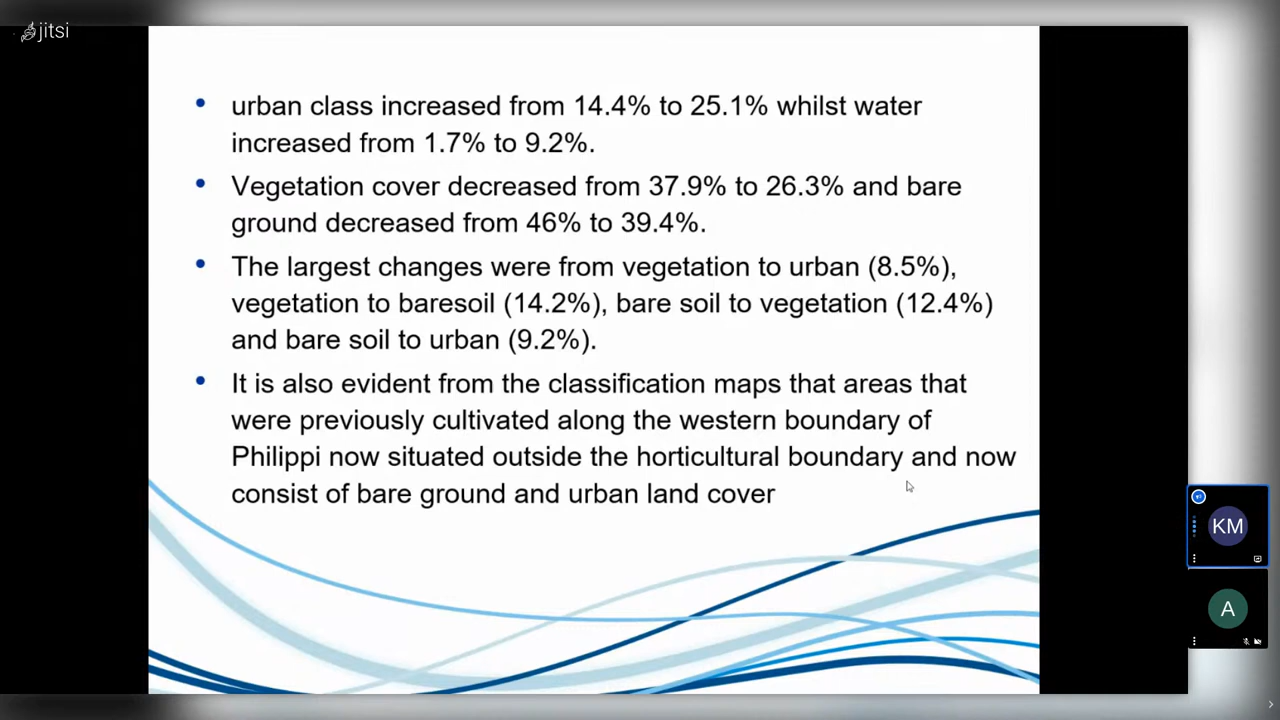 jitsi
• urban class increased from 14.4% to 25.1% whilst water
increased from 1.7% to 9.2%.
• Vegetation cover decreased from 37.9% to 26.3% and bare
ground decreased from 46% to 39.4%.
• The largest changes were from vegetation to urban (8.5%),
vegetation to baresoil (14.2%), bare soil to vegetation (12.4%)
and bare soil to urban (9.2%).
• It is also evident from the classification maps that areas that
were previously cultivated along the western boundary of
Philippi now situated outside the horticultural boundary and now
consist of bare ground and urban land cover
KM
A